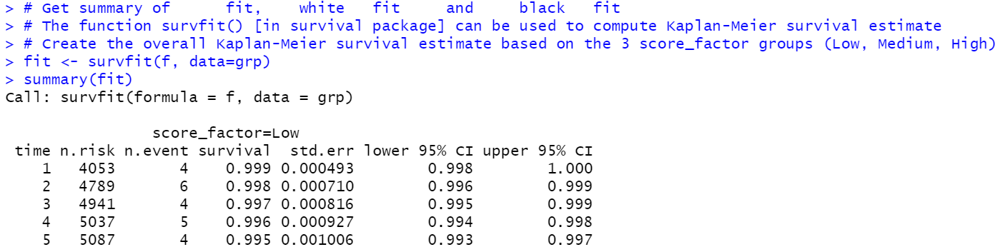 > # Get summary of fit, white fit and black fit
> # The function survfit() [in survival package] can be used to compute Kaplan-Meier survival estimate
> # Create the overall Kaplan-Meier survival estimate based on the 3 score_factor groups (Low, Medium, High)
> fit <- survfit(f, data=grp)
> summary(fit)
Call: survfit(formula = f, data = grp)
score_factor=Low
time n.risk n.event survival std.err lower 95% CI upper 95% CI
1 4053 4 0.999 0.000493 0.998 1.000
2 4789 6 0.998 0.000710 0.996 0.999
3 4941 4 0.997 0.000816 0.995 0.999
4 5037 5 0.996 0.000927 0.994 0.998
5 5087 4 0.995 0.001006 0.993 0.997